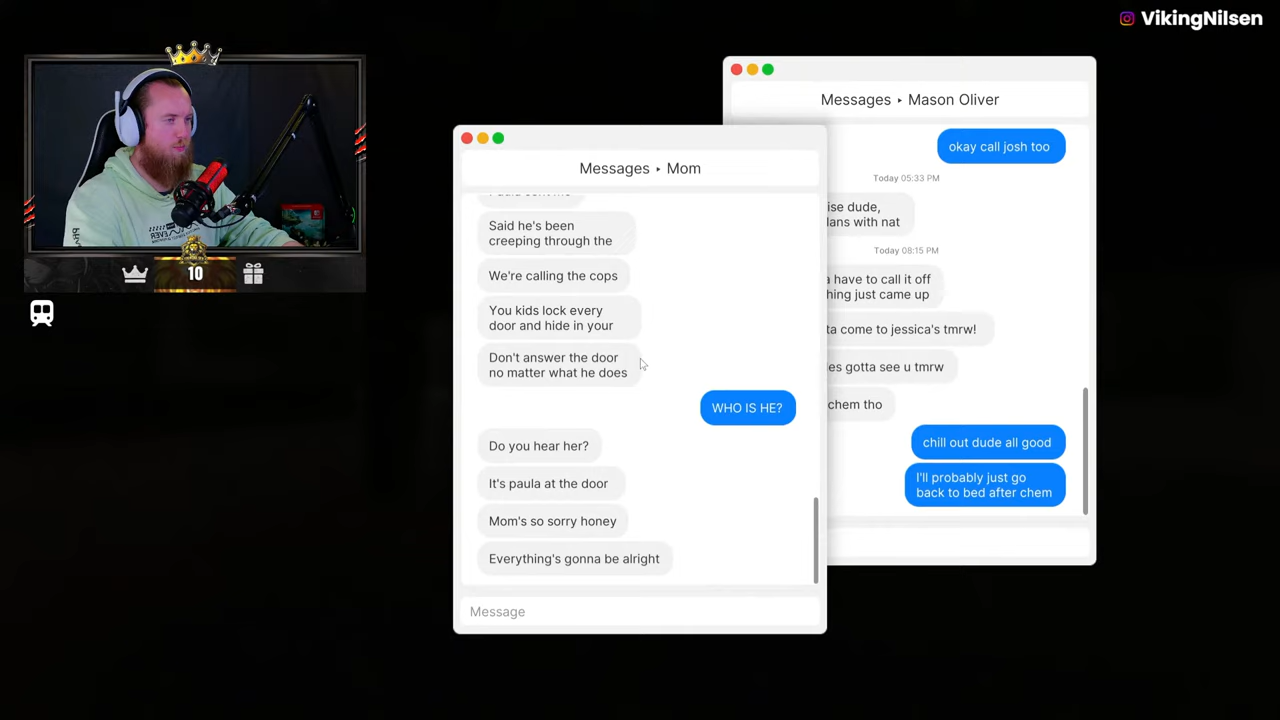 VikingNilsen
10
Messages ▸ Mason Oliver
okay call josh too
Today 05:33 PM
ise dude,
lans with nat
Today 08:15 PM
a have to call it off
hing just came up
ta come to jessica's tmrw!
es gotta see u tmrw
chem tho
chill out dude all good
I'll probably just go
back to bed after chem
Messages ▸ Mom
Said he's been
creeping through the
We're calling the cops
You kids lock every
door and hide in your
Don't answer the door
no matter what he does
WHO IS HE?
Do you hear her?
It's paula at the door
Mom's so sorry honey
Everything's gonna be alright
Message